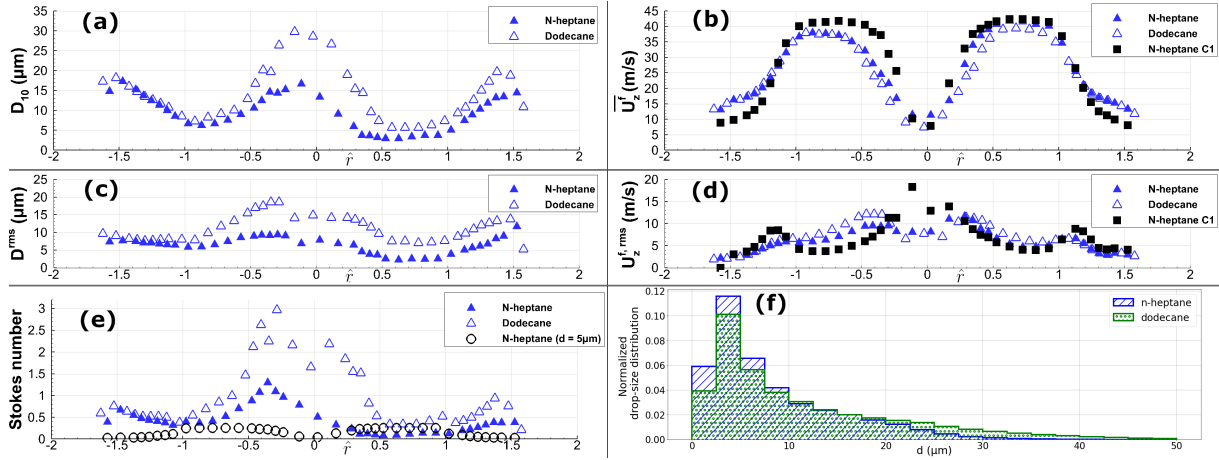 (a)
N-heptane
Dodecane
D10 (μm)
35
30
25
20
15
10
5
0
-2 -1.5 -1 -0.5 0 0.5 1 1.5 2
r̂
(b)
N-heptane
Dodecane
N-heptane C1
U̅zf (m/s)
45
40
35
30
25
20
15
10
5
0
-2 -1.5 -1 -0.5 0 0.5 1 1.5 2
r̂
(c)
N-heptane
Dodecane
Drms (μm)
25
20
15
10
5
0
-2 -1.5 -1 -0.5 0 0.5 1 1.5 2
(d)
N-heptane
Dodecane
N-heptane C1
Uzf, rms (m/s)
20
15
10
5
0
-2 -1.5 -1 -0.5 0 0.5 1 1.5 2
(e)
N-heptane
Dodecane
N-heptane (d = 5μm)
Stokes number
3
2.5
2
1.5
1
0.5
0
-2 -1.5 -1 -0.5 0 0.5 1 1.5 2
r̂
(f)
n-heptane
dodecane
Normalized
drop-size distribution
0.12
0.10
0.08
0.06
0.04
0.02
0.00
0 10 20 30 40 50
d (μm)